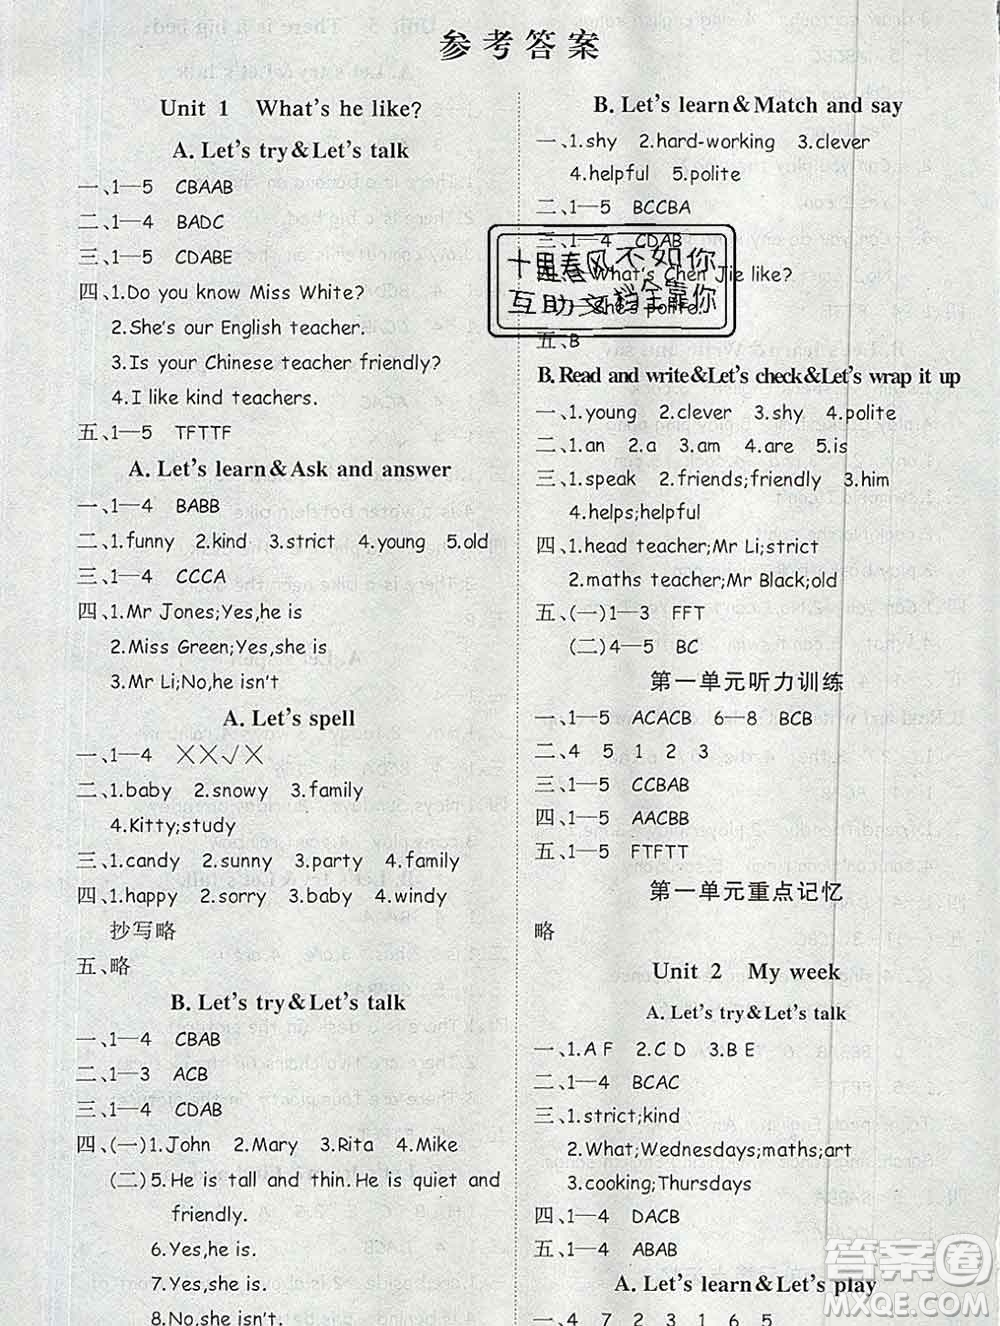 参考答案
Unit 1 What's he like?
A. Let's try&Let's talk
一、1—5 CBAAB
二、1—4 BADC
三、1—5 CDABE
四、1.Do you know Miss White?
2.She's our English teacher.
3.Is your Chinese teacher friendly?
4.I like kind teachers.
五、1—5 TFTTF
A. Let's learn&Ask and answer
一、1—4 BABB
二、1.funny 2.kind 3.strict 4.young 5.old
三、1—4 CCCA
四、1.Mr Jones;Yes,he is
2.Miss Green;Yes,she is
3.Mr Li;No,he isn't
A. Let's spell
一、1—4 ××√×
二、1.baby 2.snowy 3.family
4.Kitty;study
三、1.candy 2.sunny 3.party 4.family
四、1.happy 2.sorry 3.baby 4.windy
抄写略
五、略
B. Let's try&Let's talk
一、1—4 CBAB
二、1—3 ACB
三、1—4 CDAB
四、(一)1.John 2.Mary 3.Rita 4.Mike
(二)5.He is tall and thin. He is quiet and
friendly.
6.Yes,he is.
7.Yes,she is.
8.No,she isn't.
B. Let's learn&Match and say
一、1.shy 2.hard-working 3.clever
4.helpful 5.polite
二、1—5 BCCBA
三、1—4 CDAB
What's Chen Jie like?
She's polite.
十里春风不如你
互助文档全靠你
五、B
B. Read and write&Let's check&Let's wrap it up
一、1.young 2.clever 3.shy 4.polite
二、1.an 2.a 3.am 4.are 5.is
三、1.speak 2.friends;friendly 3.him
4.helps;helpful
四、1.head teacher;Mr Li;strict
2.maths teacher;Mr Black;old
五、(一)1—3 FFT
(二)4—5 BC
第一单元听力训练
一、1—5 ACACB 6—8 BCB
二、4 5 1 2 3
三、1—5 CCBAB
四、1—5 AACBB
五、1—5 FTFTT
第一单元重点记忆
略
Unit 2 My week
A. Let's try&Let's talk
一、1.A F 2.C D 3.B E
二、1—4 BCAC
三、1.strict;kind
2.What;Wednesdays;maths;art
3.cooking;Thursdays
四、1—4 DACB
五、1—4 ABAB
A. Let's learn&Let's play
一、4 7 2 3 1 6 5
答案圈
MXQE.COM